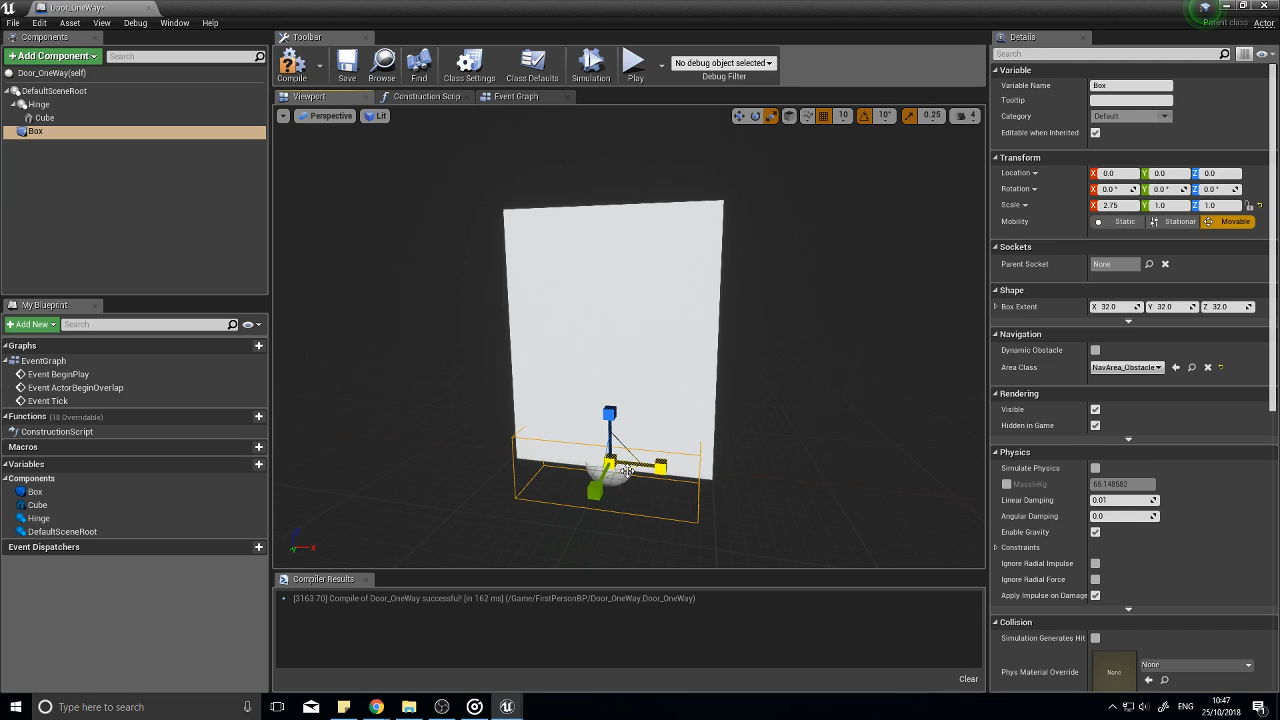 Door_OneWay*
File Edit Asset View Debug Window Help
Parent class: Actor
Components
+ Add Component
Search
Door_OneWay(self)
DefaultSceneRoot
Hinge
Cube
Box
My Blueprint
+ Add New
Search
Graphs
EventGraph
Event BeginPlay
Event ActorBeginOverlap
Event Tick
Functions (18 Overridable)
ConstructionScript
Macros
Variables
Components
Box
Cube
Hinge
DefaultSceneRoot
Event Dispatchers
Toolbar
Compile Save Browse Find Class Settings Class Defaults Simulation Play
No debug object selected
Debug Filter
Viewport Construction Scrip Event Graph
Perspective Lit
10 10° 0.25 4
Z X Y
Compiler Results
[3163.70] Compile of Door_OneWay successful! [in 162 ms] (/Game/FirstPersonBP/Door_OneWay.Door_OneWay)
Clear
Details
Search
Variable
Variable Name Box
Tooltip
Category Default
Editable when Inherited
Transform
Location X 0.0 Y 0.0 Z 0.0
Rotation X 0.0 ° Y 0.0 ° Z 0.0 °
Scale X 2.75 Y 1.0 Z 1.0
Mobility Static Stationar Movable
Sockets
Parent Socket None
Shape
Box Extent X 32.0 Y 32.0 Z 32.0
Navigation
Dynamic Obstacle
Area Class NavArea_Obstacle
Rendering
Visible
Hidden in Game
Physics
Simulate Physics
MassInKg 65.148582
Linear Damping 0.01
Angular Damping 0.0
Enable Gravity
Constraints
Ignore Radial Impulse
Ignore Radial Force
Apply Impulse on Damage
Collision
Simulation Generates Hit
Phys Material Override None None
Type here to search
ENG 10:47
25/10/2018